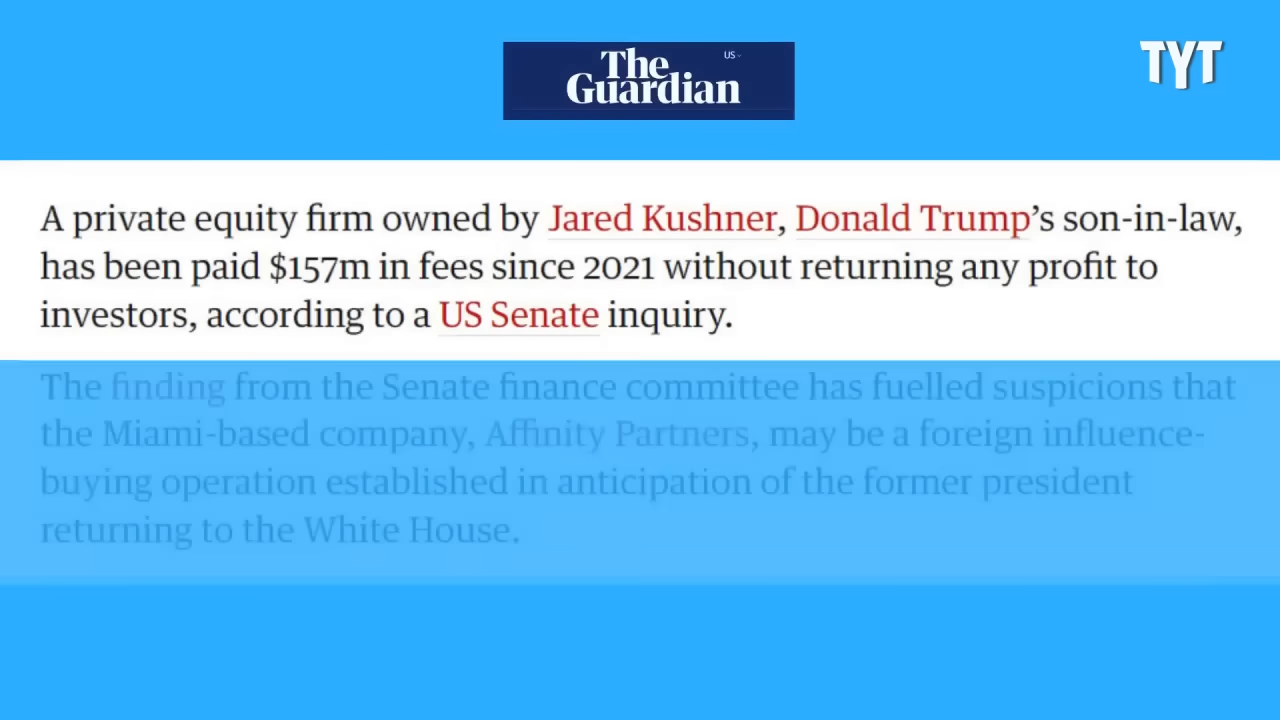 The
US
Guardian
TYT
A private equity firm owned by Jared Kushner, Donald Trump’s son-in-law,
has been paid $157m in fees since 2021 without returning any profit to
investors, according to a US Senate inquiry.
The finding from the Senate finance committee has fuelled suspicions that
the Miami-based company, Affinity Partners, may be a foreign influence-
buying operation established in anticipation of the former president
returning to the White House.